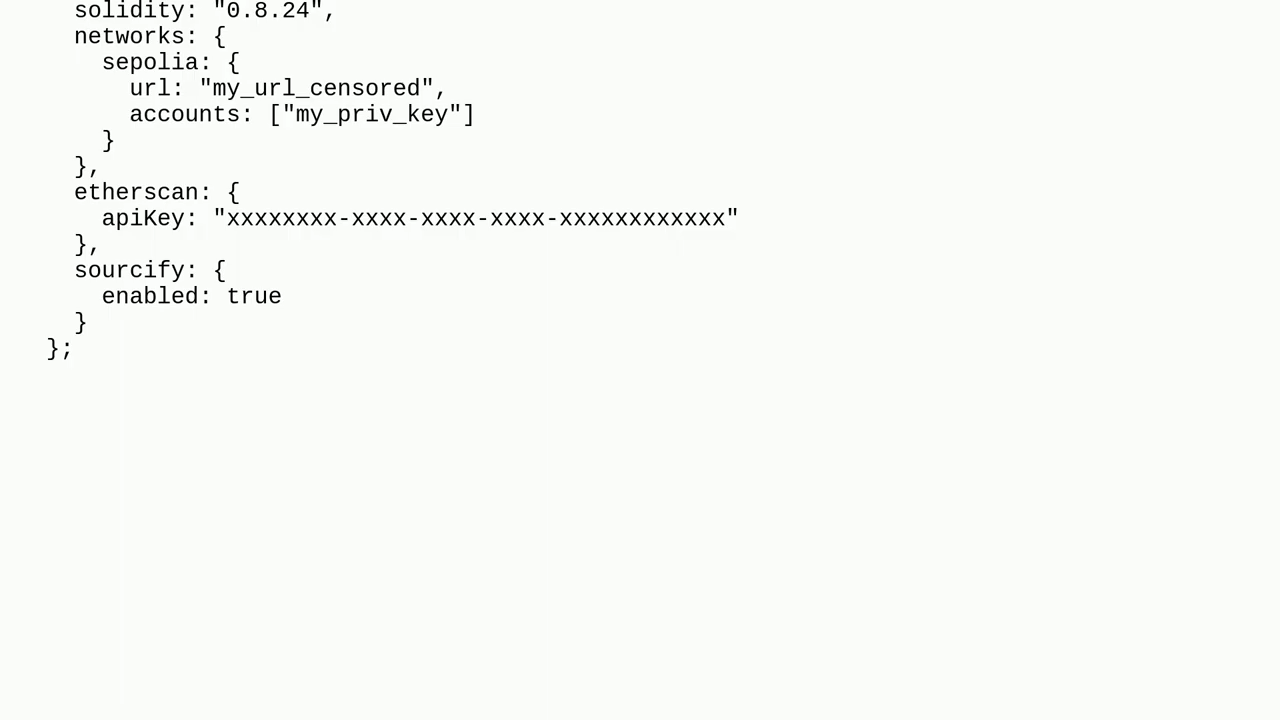 solidity: "0.8.24",
networks: {
sepolia: {
url: "my_url_censored",
accounts: ["my_priv_key"]
}
},
etherscan: {
apiKey: "xxxxxxxx-xxxx-xxxx-xxxx-xxxxxxxxxxxx"
},
sourcify: {
enabled: true
}
};